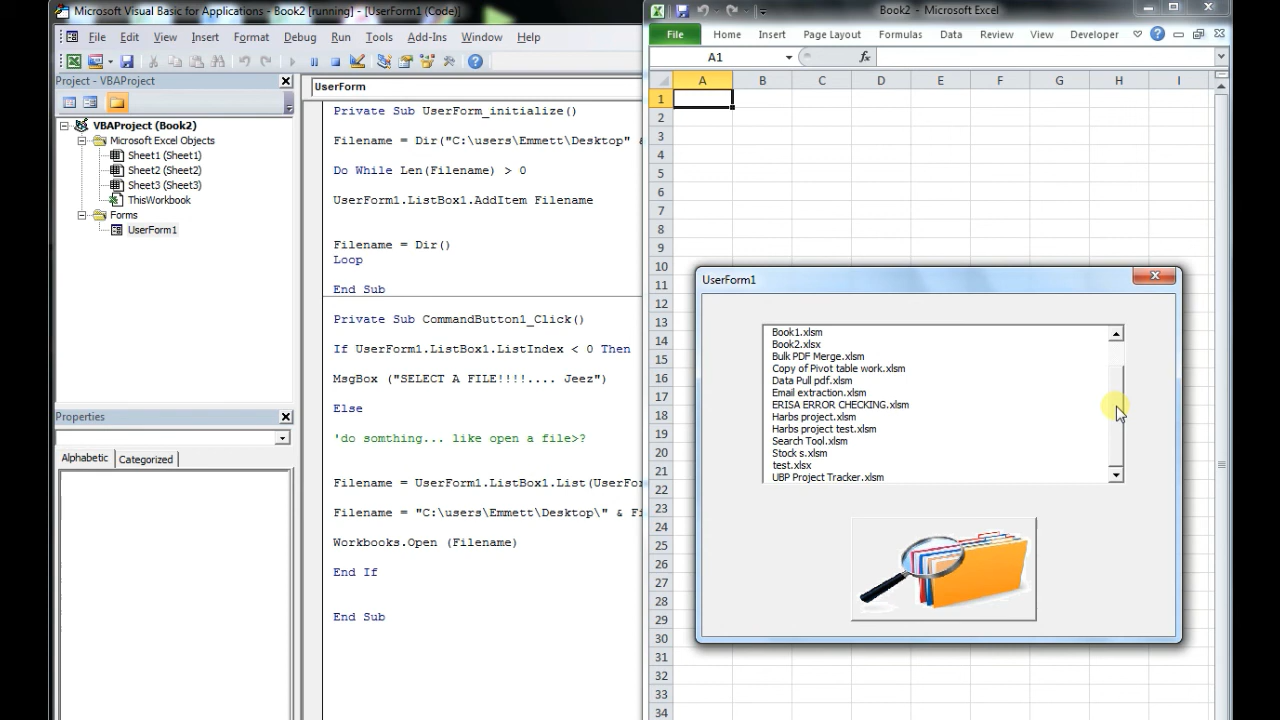 Microsoft Visual Basic for Applications - Book2 [running] - [UserForm1 (Code)]
File Edit View Insert Format Debug Run Tools Add-Ins Window Help
Project - VBAProject
VBAProject (Book2)
Microsoft Excel Objects
Sheet1 (Sheet1)
Sheet2 (Sheet2)
Sheet3 (Sheet3)
ThisWorkbook
Forms
UserForm1
Properties
Alphabetic Categorized
UserForm
Private Sub UserForm_initialize()
Filename = Dir("C:\users\Emmett\Desktop" &
Do While Len(Filename) > 0
UserForm1.ListBox1.AddItem Filename
Filename = Dir()
Loop
End Sub
Private Sub CommandButton1_Click()
If UserForm1.ListBox1.ListIndex < 0 Then
MsgBox ("SELECT A FILE!!!!.... Jeez")
Else
'do somthing... like open a file>?
Filename = UserForm1.ListBox1.List(UserFo
Filename = "C:\users\Emmett\Desktop\" & Fi
Workbooks.Open (Filename)
End If
End Sub
Book2 - Microsoft Excel
File Home Insert Page Layout Formulas Data Review View Developer
A1 fx
A B C D E F G H I
1
2
3
4
5
6
7
8
9
10
11
12
13
14
15
16
17
18
19
20
21
22
23
24
25
26
27
28
29
30
31
32
33
34
UserForm1
Book1.xlsm
Book2.xlsx
Bulk PDF Merge.xlsm
Copy of Pivot table work.xlsm
Data Pull pdf.xlsm
Email extraction.xlsm
ERISA ERROR CHECKING.xlsm
Harbs project.xlsm
Harbs project test.xlsm
Search Tool.xlsm
Stock s.xlsm
test.xlsx
UBP Project Tracker.xlsm